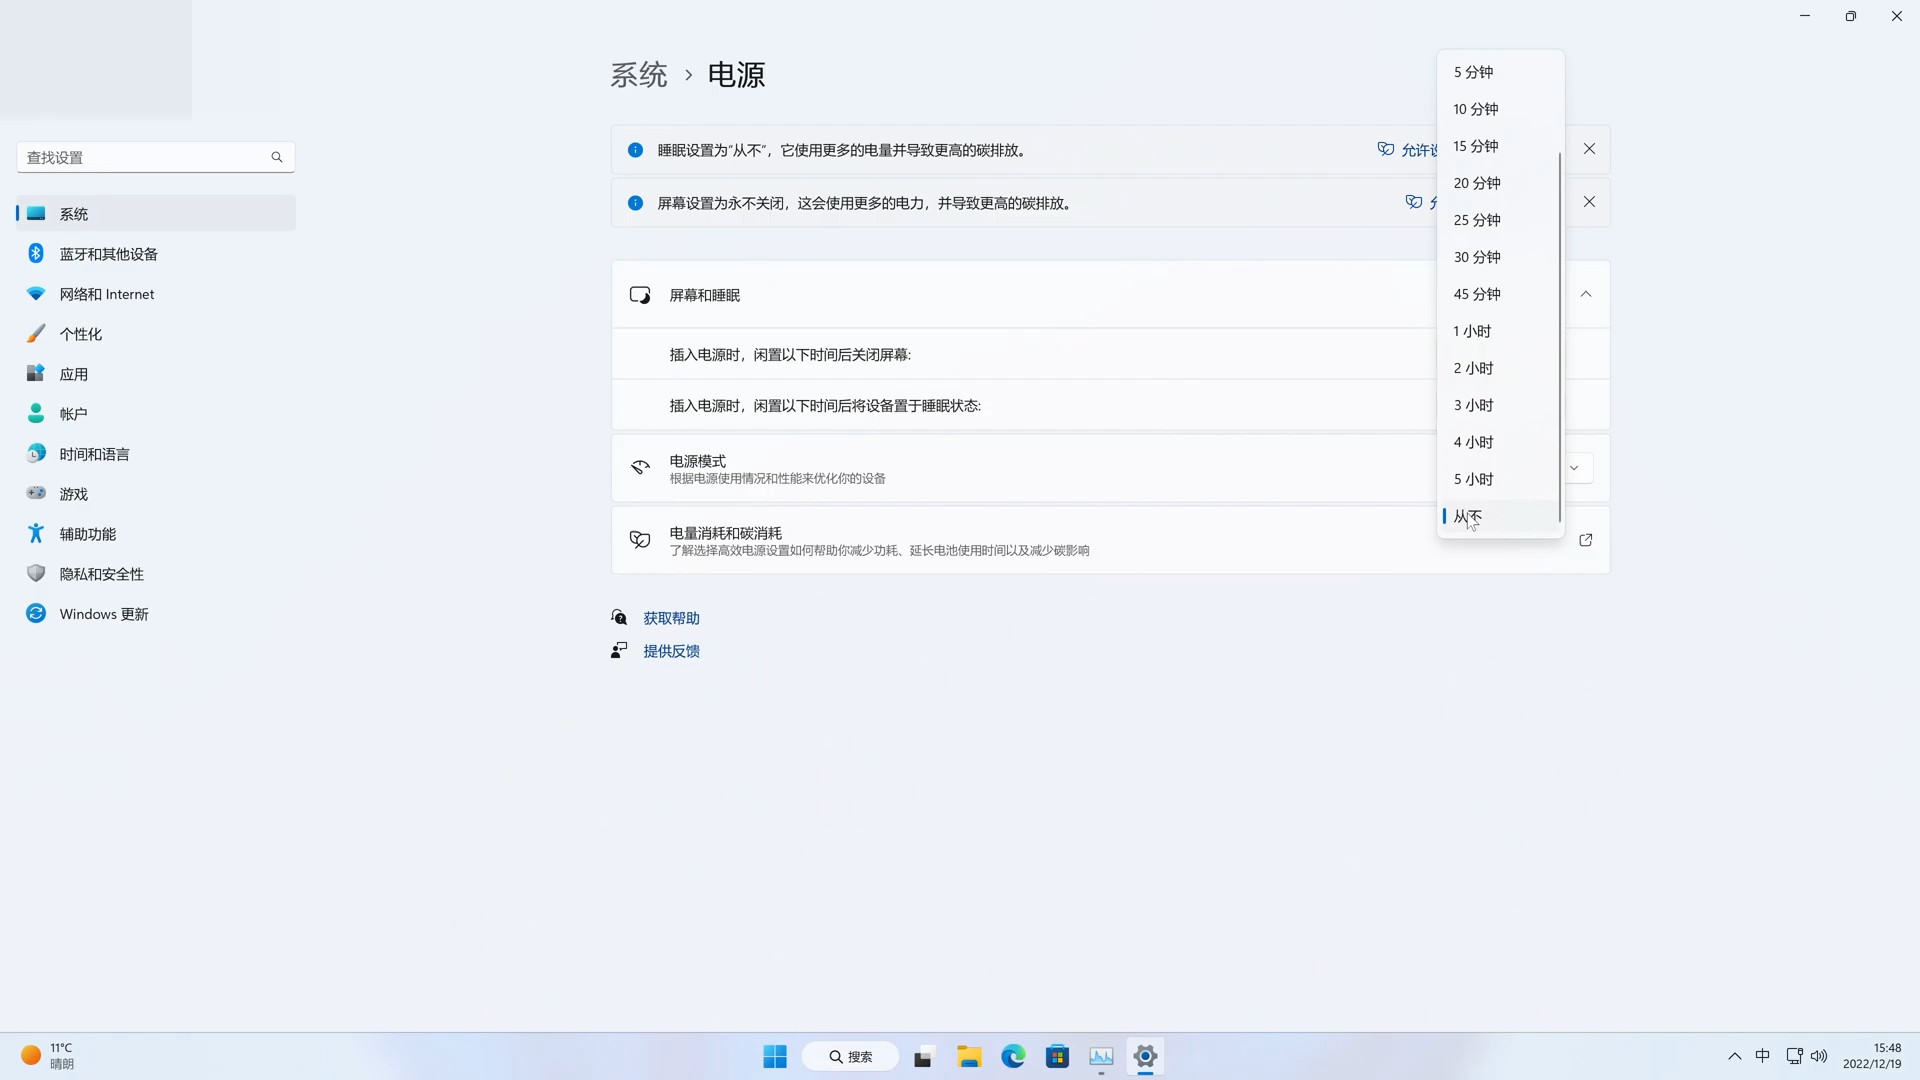 系统 › 电源
查找设置
系统
蓝牙和其他设备
网络和 Internet
个性化
应用
帐户
时间和语言
游戏
辅助功能
隐私和安全性
Windows 更新
睡眠设置为“从不”，它使用更多的电量并导致更高的碳排放。
允许
屏幕设置为永不关闭，这会使用更多的电力，并导致更高的碳排放。
屏幕和睡眠
插入电源时，闲置以下时间后关闭屏幕:
插入电源时，闲置以下时间后将设备置于睡眠状态:
电源模式
根据电源使用情况和性能来优化你的设备
电量消耗和碳消耗
了解选择高效电源设置如何帮助你减少功耗、延长电池使用时间以及减少碳影响
获取帮助
提供反馈
5 分钟
10 分钟
15 分钟
20 分钟
25 分钟
30 分钟
45 分钟
1 小时
2 小时
3 小时
4 小时
5 小时
从不
11°C
晴朗
搜索
中
15:48
2022/12/19